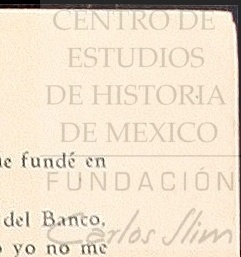 CENTRO DE
ESTUDIOS
DE HISTORIA
DE MEXICO
e fundé en
FUNDACIÓN
del Banco,
Carlos Slim
yo no me